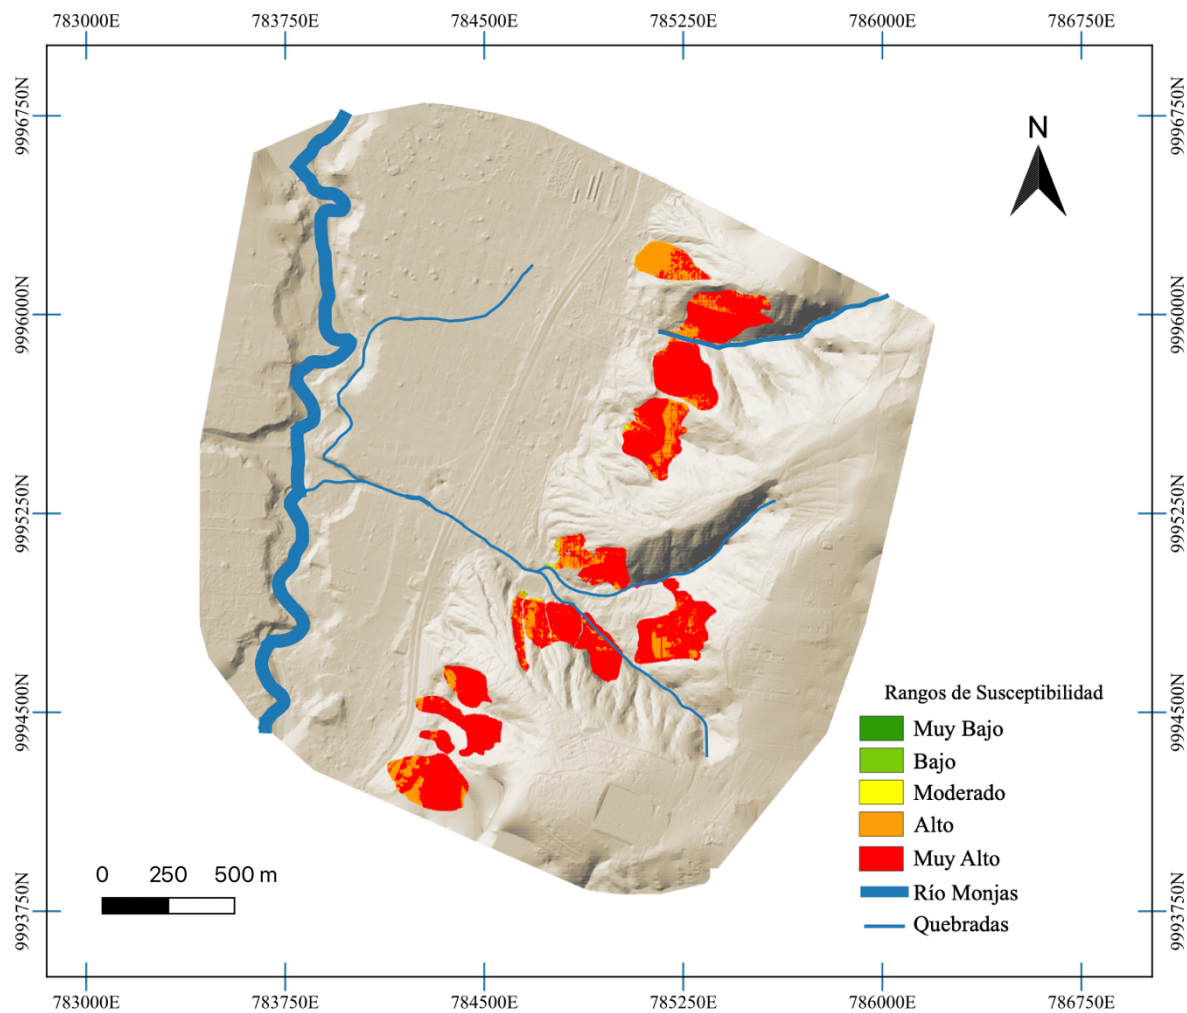 783000E 783750E 784500E 785250E 786000E 786750E
9996750N 9996750N
N
9996000N 9996000N
9995250N 9995250N
9994500N 9994500N
Rangos de Susceptibilidad
Muy Bajo
Bajo
Moderado
Alto
Muy Alto
Río Monjas
Quebradas
0 250 500 m
9993750N 9993750N
783000E 783750E 784500E 785250E 786000E 786750E